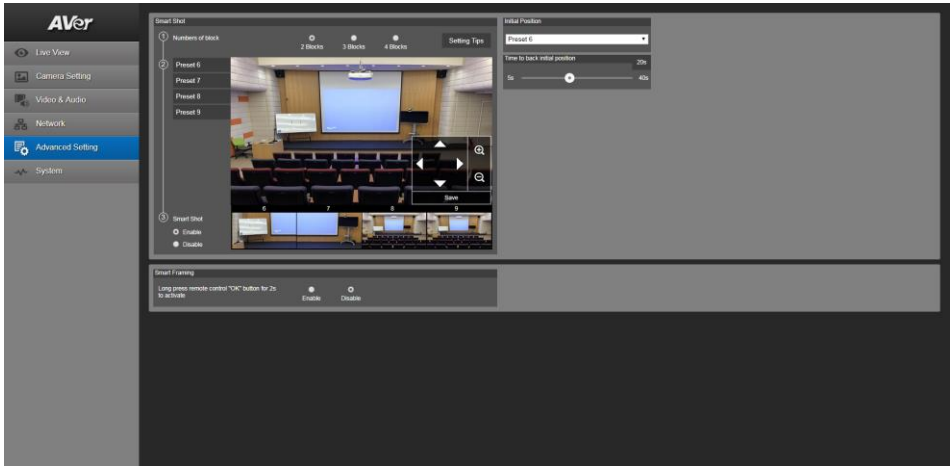 AVer
Live View
Camera Setting
Video & Audio
Network
Advanced Setting
System
Smart Shot
1 Numbers of block
2 Blocks
3 Blocks
4 Blocks
Setting Tips
2 Preset 6
Preset 7
Preset 8
Preset 9
Save
6 7 8 9
3 Smart Shot
Enable
Disable
Initial Position
Preset 6
Time to back initial position
20s
5s 40s
Smart Framing
Long press remote control "OK" button for 2s
to activate
Enable
Disable